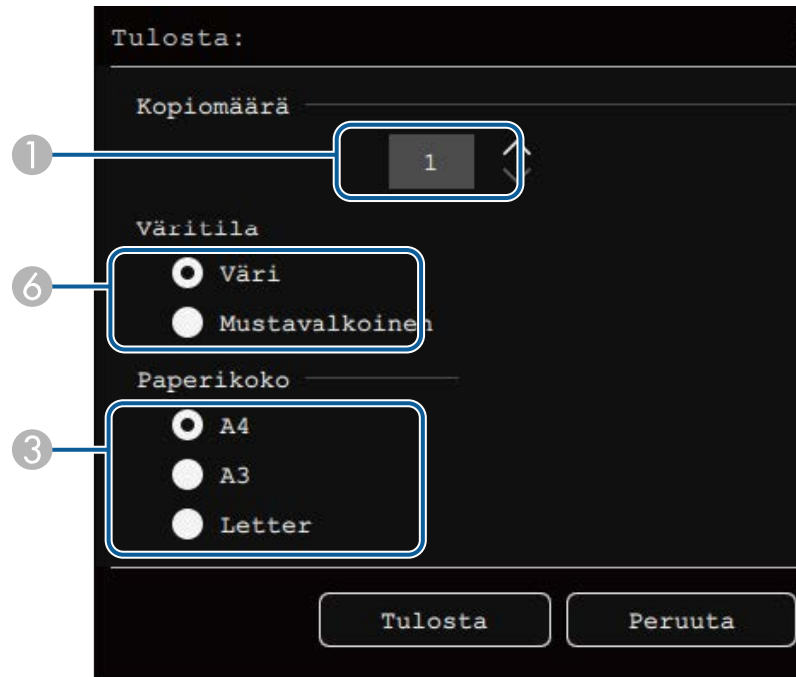 Tulosta:
Kopiomäärä
1
1
Väritila
6
Väri
Mustavalkoinen
Paperikoko
3
A4
A3
Letter
Tulosta
Peruuta